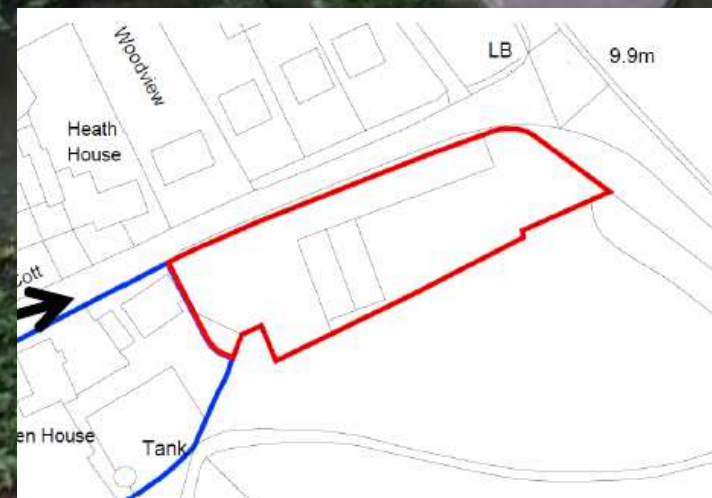 Woodview
LB
9.9m
Heath
House
Cott
en House
Tank